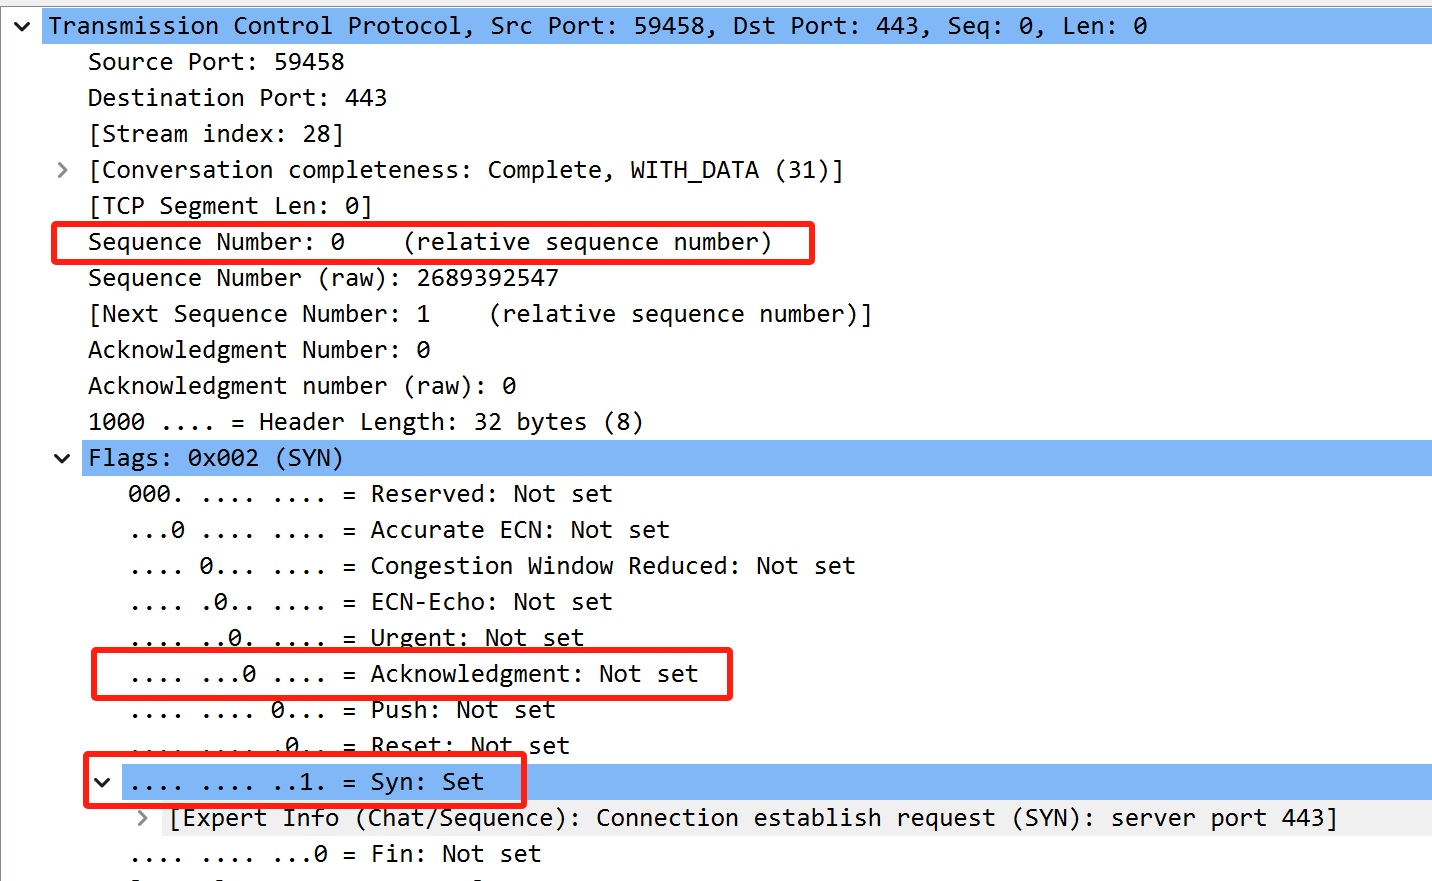 Transmission Control Protocol, Src Port: 59458, Dst Port: 443, Seq: 0, Len: 0
Source Port: 59458
Destination Port: 443
[Stream index: 28]
[Conversation completeness: Complete, WITH_DATA (31)]
[TCP Segment Len: 0]
Sequence Number: 0    (relative sequence number)
Sequence Number (raw): 2689392547
[Next Sequence Number: 1    (relative sequence number)]
Acknowledgment Number: 0
Acknowledgment number (raw): 0
1000 .... = Header Length: 32 bytes (8)
Flags: 0x002 (SYN)
000. .... .... = Reserved: Not set
...0 .... .... = Accurate ECN: Not set
.... 0... .... = Congestion Window Reduced: Not set
.... .0.. .... = ECN-Echo: Not set
.... ..0. .... = Urgent: Not set
.... ...0 .... = Acknowledgment: Not set
.... .... 0... = Push: Not set
.... .... .0.. = Reset: Not set
.... .... ..1. = Syn: Set
[Expert Info (Chat/Sequence): Connection establish request (SYN): server port 443]
.... .... ...0 = Fin: Not set